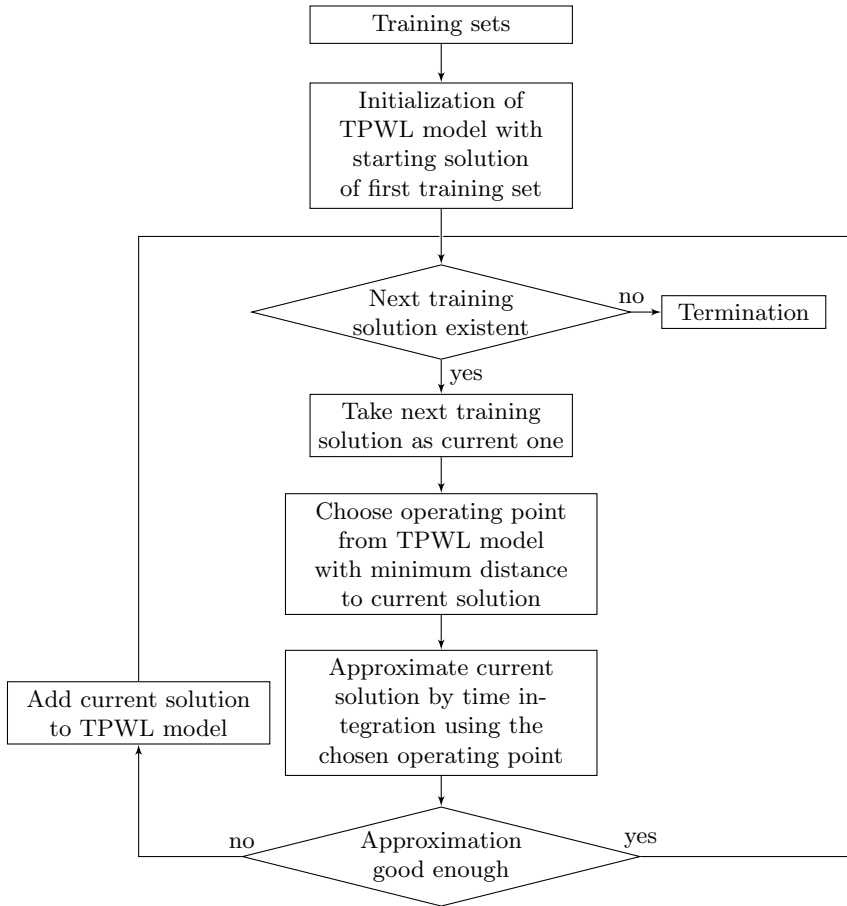 Training sets
Initialization of
TPWL model with
starting solution
of first training set
Next training
solution existent
no
Termination
yes
Take next training
solution as current one
Choose operating point
from TPWL model
with minimum distance
to current solution
Approximate current
solution by time in-
tegration using the
chosen operating point
Add current solution
to TPWL model
no
Approximation
good enough
yes